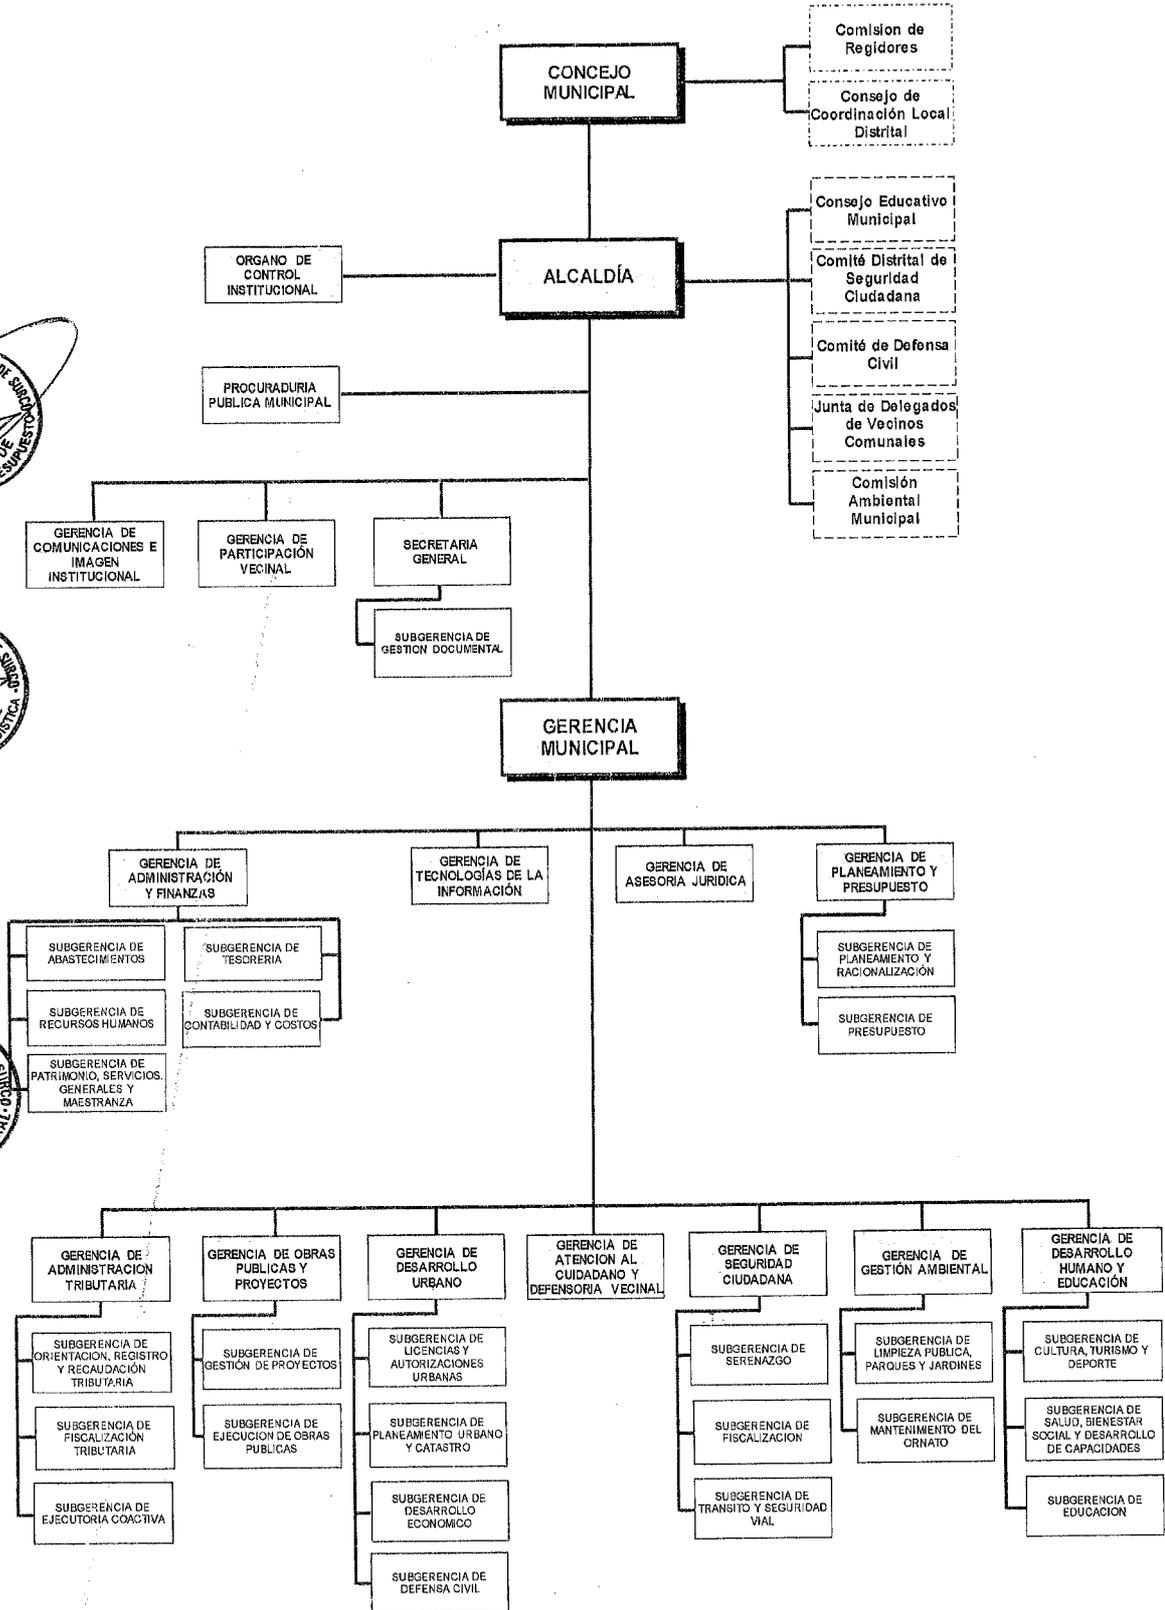 CONCEJO
MUNICIPAL
Comision de
Regidores
Consejo de
Coordinación Local
Distrital
ALCALDÍA
ORGANO DE
CONTROL
INSTITUCIONAL
Consejo Educativo
Municipal
Comité Distrital de
Seguridad
Ciudadana
Comité de Defensa
Civil
Junta de Delegados
de Vecinos
Comunales
Comisión
Ambiental
Municipal
PROCURADURIA
PUBLICA MUNICIPAL
GERENCIA DE
COMUNICACIONES E
IMAGEN
INSTITUCIONAL
GERENCIA DE
PARTICIPACIÓN
VECINAL
SECRETARIA
GENERAL
SUBGERENCIA DE
GESTION DOCUMENTAL
DE SURCO
DE
SURCO
GERENCIA
MUNICIPAL
GERENCIA DE
ADMINISTRACIÓN
Y FINANZAS
GERENCIA DE
TECNOLOGÍAS DE LA
INFORMACIÓN
GERENCIA DE
ASESORIA JURIDICA
GERENCIA DE
PLANEAMIENTO Y
PRESUPUESTO
SUBGERENCIA DE
ABASTECIMIENTOS
SUBGERENCIA DE
TESORERIA
SUBGERENCIA DE
RECURSOS HUMANOS
SUBGERENCIA DE
CONTABILIDAD Y COSTOS
SUBGERENCIA DE
PATRIMONIO, SERVICIOS.
GENERALES Y
MAESTRANZA
SUBGERENCIA DE
PLANEAMIENTO Y
RACIONALIZACIÓN
SUBGERENCIA DE
PRESUPUESTO
SURCO
GERENCIA DE
ADMINISTRACION
TRIBUTARIA
SUBGERENCIA DE
ORIENTACION, REGISTRO
Y RECAUDACIÓN
TRIBUTARIA
SUBGERENCIA DE
FISCALIZACIÓN
TRIBUTARIA
SUBGERENCIA DE
EJECUTORIA COACTIVA
GERENCIA DE OBRAS
PUBLICAS Y
PROYECTOS
SUBGERENCIA DE
GESTIÓN DE PROYECTOS
SUBGERENCIA DE
EJECUCION DE OBRAS
PUBLICAS
GERENCIA DE
DESARROLLO
URBANO
SUBGERENCIA DE
LICENCIAS Y
AUTORIZACIONES
URBANAS
SUBGERENCIA DE
PLANEAMIENTO URBANO
Y CATASTRO
SUBGERENCIA DE
DESARROLLO
ECONOMICO
SUBGERENCIA DE
DEFENSA CIVIL
GERENCIA DE
ATENCION AL
CUIDADANO Y
DEFENSORIA VECINAL
GERENCIA DE
SEGURIDAD
CIUDADANA
SUBGERENCIA DE
SERENAZGO
SUBGERENCIA DE
FISCALIZACION
SUBGERENCIA DE
TRANSITO Y SEGURIDAD
VIAL
GERENCIA DE
GESTIÓN AMBIENTAL
SUBGERENCIA DE
LIMPIEZA PUBLICA,
PARQUES Y JARDINES
SUBGERENCIA DE
MANTENIMIENTO DEL
ORNATO
GERENCIA DE
DESARROLLO
HUMANO Y
EDUCACIÓN
SUBGERENCIA DE
CULTURA, TURISMO Y
DEPORTE
SUBGERENCIA DE
SALUD, BIENESTAR
SOCIAL Y DESARROLLO
DE CAPACIDADES
SUBGERENCIA DE
EDUCACION